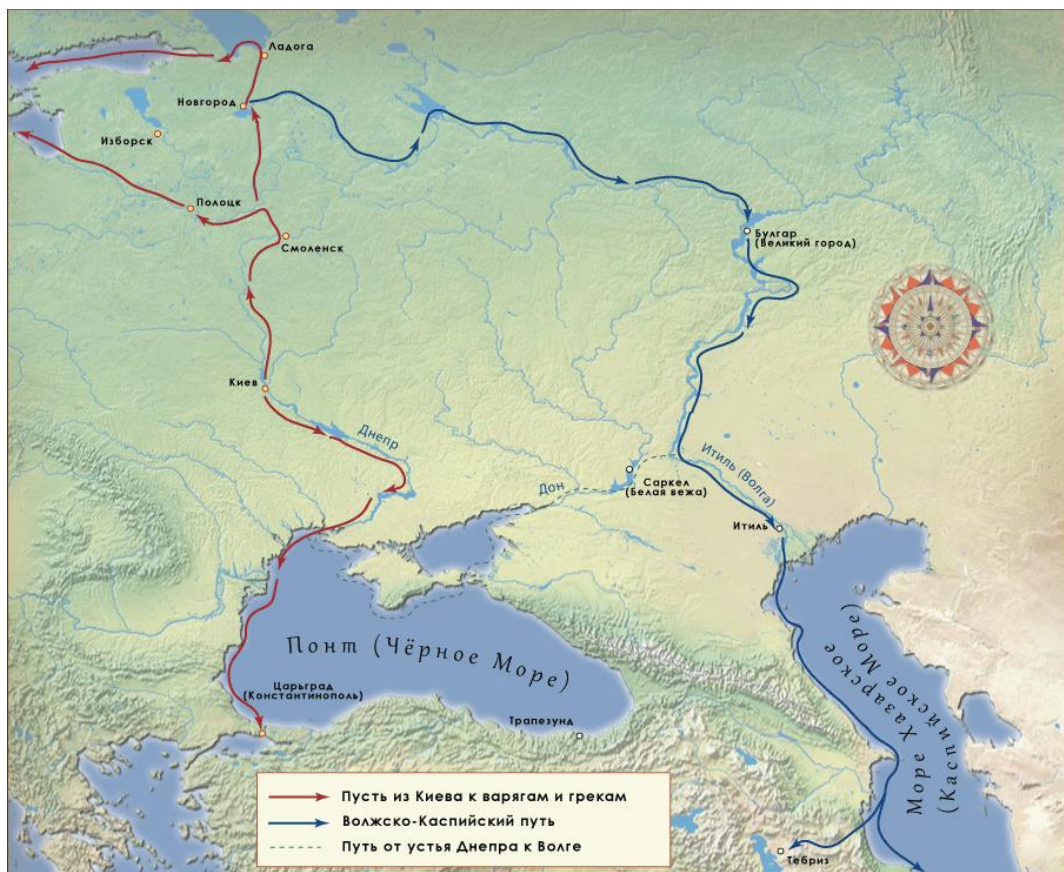 Ладога
Новгород
Изборск
Полоцк
Смоленск
Булгар
(Великий город)
Киев
Днепр
Дон
Саркел
(Белая вежа)
Итиль (Волга)
Итиль
Понт (Чёрное Море)
Царьград
(Константинополь)
Трапезунд
Море Хазарское
(Каспийское Море)
Тебриз
Пусть из Киева к варягам и грекам
Волжско-Каспийский путь
Путь от устья Днепра к Волге